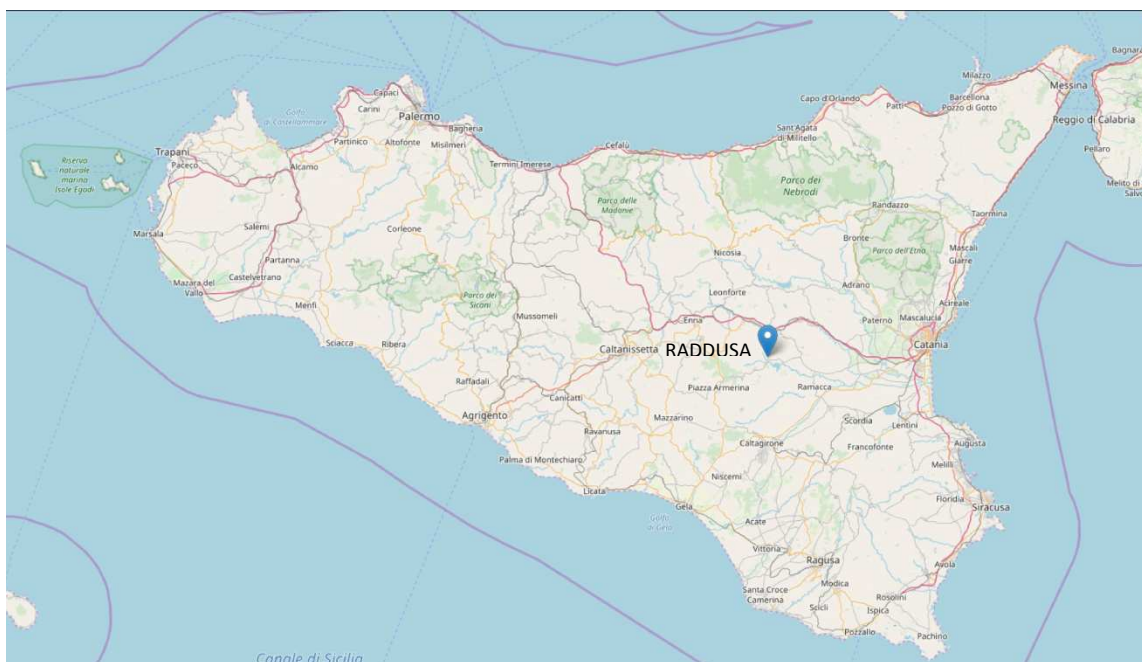 Bagnara
Milazzo
Messina
Capo d'Orlando
Patti
Barcellona
Pozzo di Gotto
Capaci
Carini
Palermo
Golfo
di Castellammare
Bagheria
Reggio di Calabria
Sant'Agata
di Militello
Partinico
Altofonte
Misilmeri
Cefalù
Pellaro
Trapani
Riserva
naturale
marina
Isole Egadi
Paceco
Alcamo
Termini Imerese
Melito di
Salvo
Parco dei
Nebrodi
Parco delle
Madonie
Randazzo
Taormina
Salemi
Corleone
Marsala
Bronte
Parco dell'Etna
Mascali
Giarre
Nicosia
Partanna
Castelvetrano
Mazara del
Vallo
Adrano
Leonforte
Parco dei
Sicani
Acireale
Menfi
Mussomeli
Enna
Paternò
Mascalucia
Sciacca
Ribera
Caltanissetta
RADDUSA
Catania
Raffadali
Piazza Armerina
Ramacca
Canicattì
Agrigento
Mazzarino
Scordia
Lentini
Ravanusa
Caltagirone
Francofonte
Augusta
Palma di Montechiaro
Melilli
Niscemi
Licata
Floridia
Gela
Siracusa
Golfo
di Gela
Acate
Vittoria
Ragusa
Avola
Modica
Santa Croce
Camerina
Rosolini
Scicli
Ispica
Pozzallo
Pachino
Canale di Sicilia